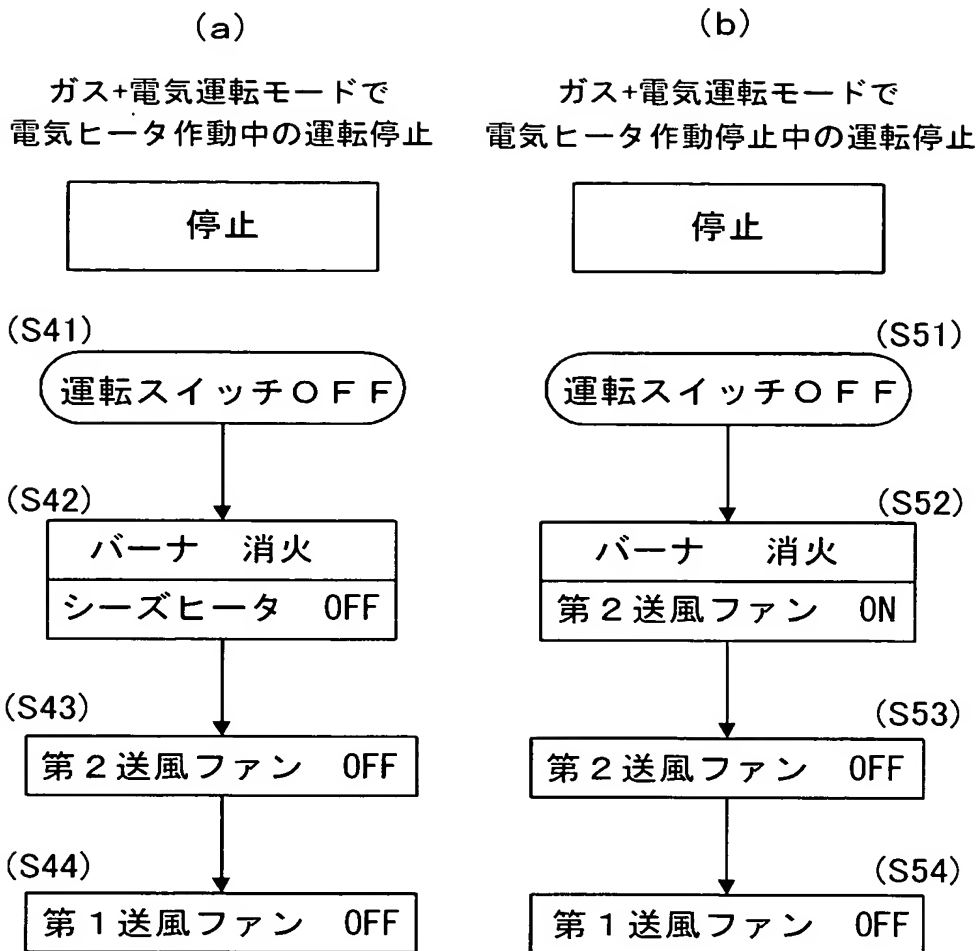 (a)
ガス+電気運転モードで
電気ヒータ作動中の運転停止
停止
(S41)
運転スイッチOFF
(S42)
バーナ 消火
シーズヒータ OFF
(S43)
第2送風ファン OFF
(S44)
第1送風ファン OFF
(b)
ガス+電気運転モードで
電気ヒータ作動停止中の運転停止
停止
(S51)
運転スイッチOFF
(S52)
バーナ 消火
第2送風ファン ON
(S53)
第2送風ファン OFF
(S54)
第1送風ファン OFF